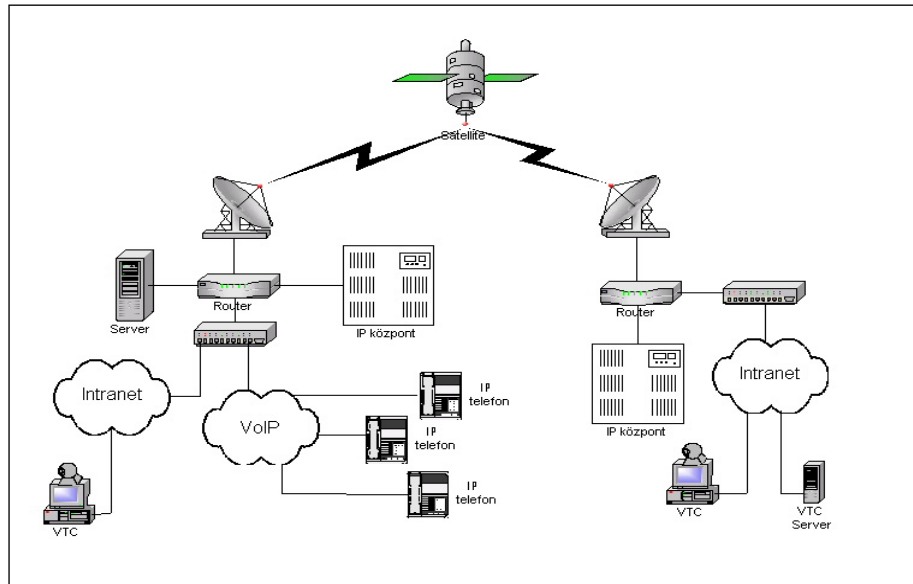 Satellite
Server
Router
IP központ
Intranet
VoIP
IP
telefon
IP
telefon
IP
telefon
VTC
Router
IP központ
Intranet
VTC
VTC
Server